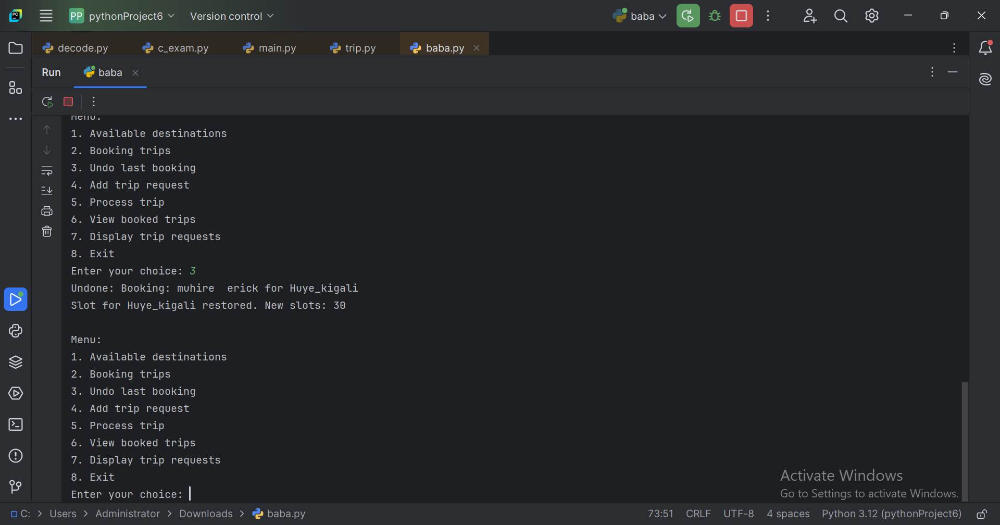 PC
PP pythonProject6 Version control baba
decode.py c_exam.py main.py trip.py baba.py
Run baba
Menu:
1. Available destinations
2. Booking trips
3. Undo last booking
4. Add trip request
5. Process trip
6. View booked trips
7. Display trip requests
8. Exit
Enter your choice: 3
Undone: Booking: muhire  erick for Huye_kigali
Slot for Huye_kigali restored. New slots: 30
Menu:
1. Available destinations
2. Booking trips
3. Undo last booking
4. Add trip request
5. Process trip
6. View booked trips
7. Display trip requests
8. Exit
Enter your choice:
Activate Windows
Go to Settings to activate Windows.
C: > Users > Administrator > Downloads > baba.py 73:51 CRLF UTF-8 4 spaces Python 3.12 (pythonProject6)